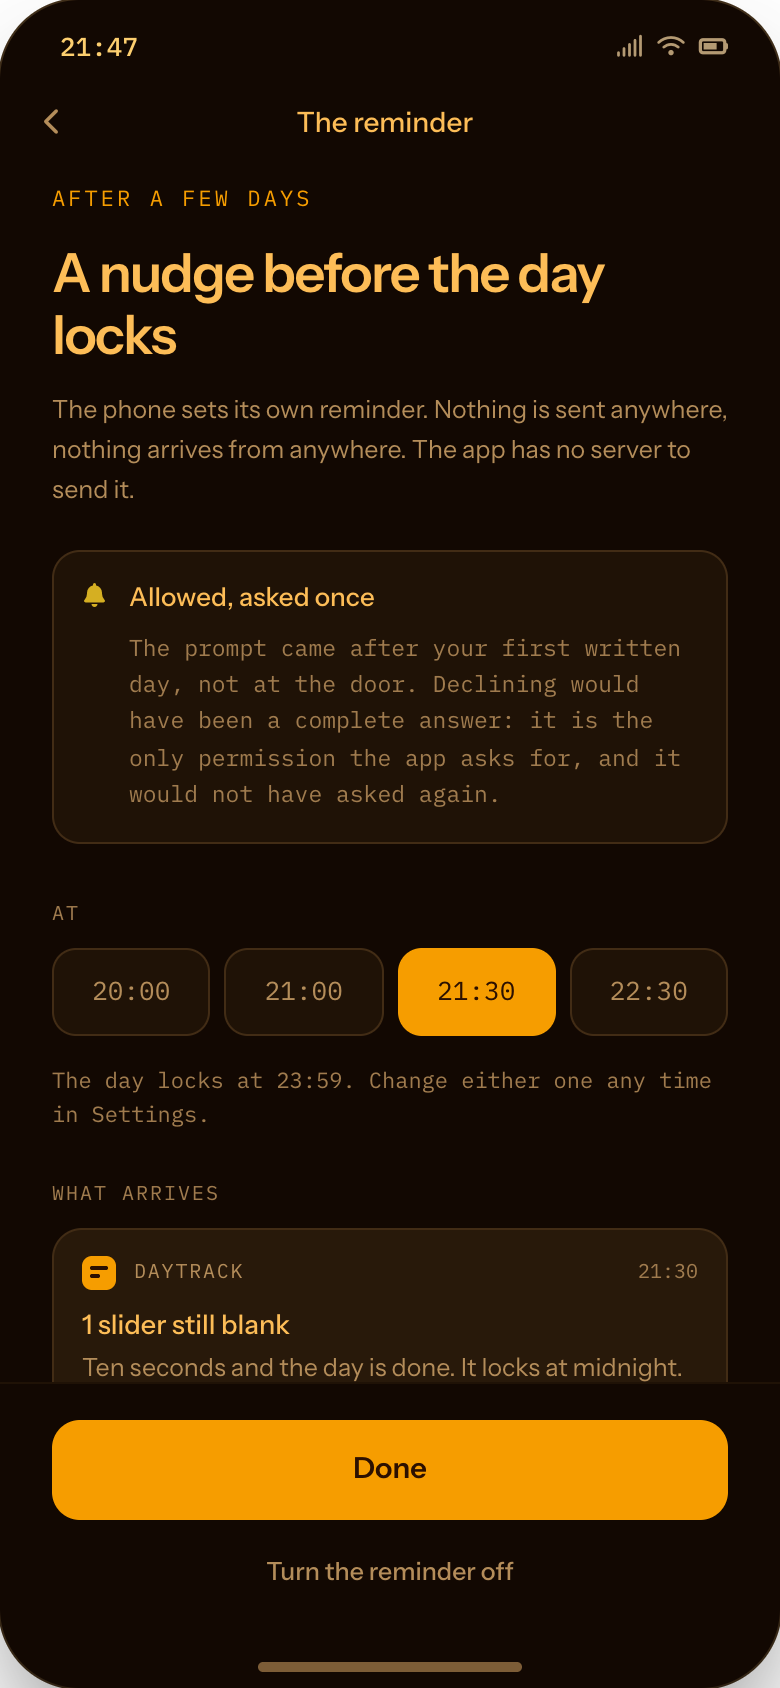 21:47
The reminder
AFTER A FEW DAYS
A nudge before the day
locks
The phone sets its own reminder. Nothing is sent anywhere,
nothing arrives from anywhere. The app has no server to
send it.
Allowed, asked once
The prompt came after your first written
day, not at the door. Declining would
have been a complete answer: it is the
only permission the app asks for, and it
would not have asked again.
AT
20:00 21:00 21:30 22:30
The day locks at 23:59. Change either one any time
in Settings.
WHAT ARRIVES
DAYTRACK 21:30
1 slider still blank
Ten seconds and the day is done. It locks at midnight.
Done
Turn the reminder off